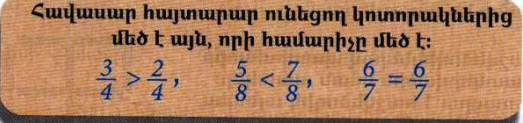 Հավասար հայտարար ունեցող կոտորակներից
մեծ է այն, որի համարիչը մեծ է:
3/4 > 2/4 , 5/8 < 7/8 , 6/7 = 6/7